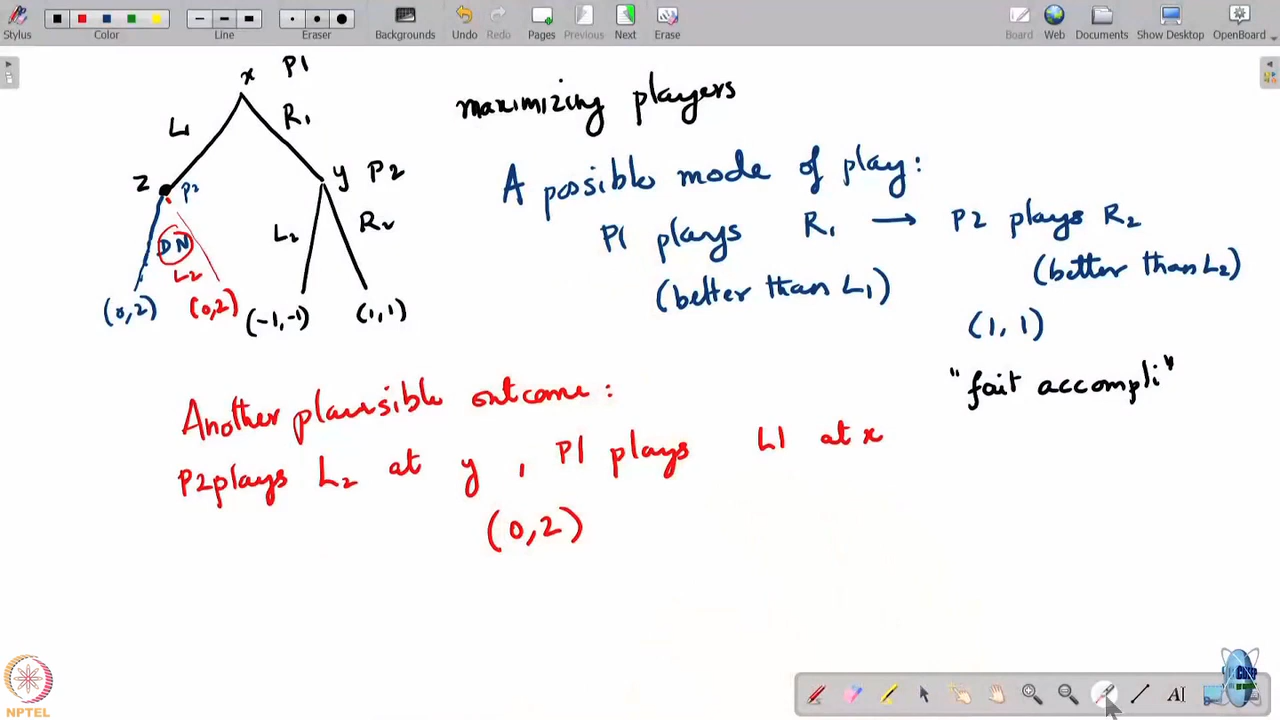 Stylus
Color
Line
Eraser
Backgrounds
Undo
Redo
Pages
Previous
Next
Erase
Board
Web
Documents
Show Desktop
OpenBoard
x P1
L1
R1
z P2
y P2
DN
L2
L2
R2
(0,2)
(0,2)
(-1,-1)
(1,1)
maximizing players
A possible mode of play:
P1 plays R1 → P2 plays R2
(better than L1)
(better than L2)
(1, 1)
"fait accompli"
Another plausible outcome:
P2 plays L2 at y, P1 plays L1 at x
(0,2)
NPTEL
AI